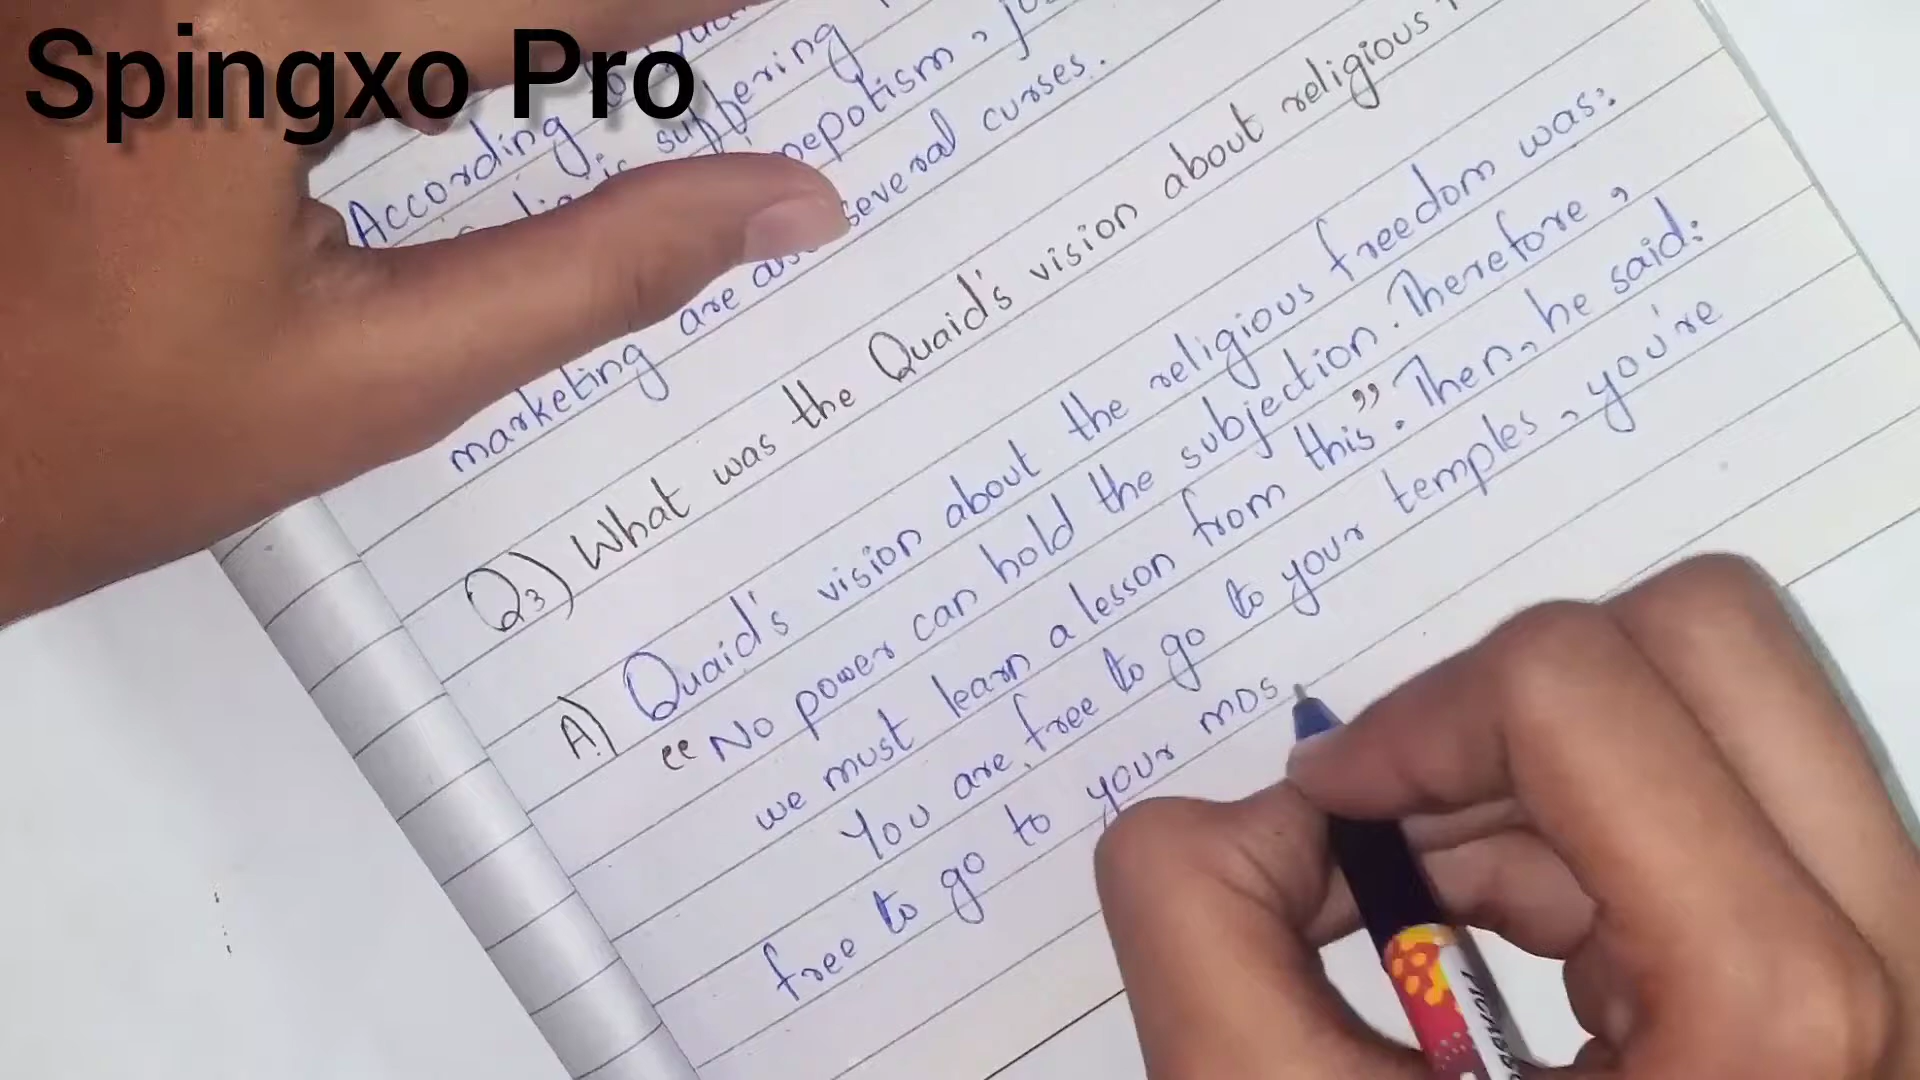 Spingxo Pro
According
is suffering
nepotism,
marketing are also several curses.
Q3) What was the Quaid's vision about religious
A) Quaid's vision about the religious freedom was:
“ No power can hold the subjection. Therefore,
we must learn a lesson from this”. Then, he said:
You are, free to go to your temples, you're
free to go to your mos